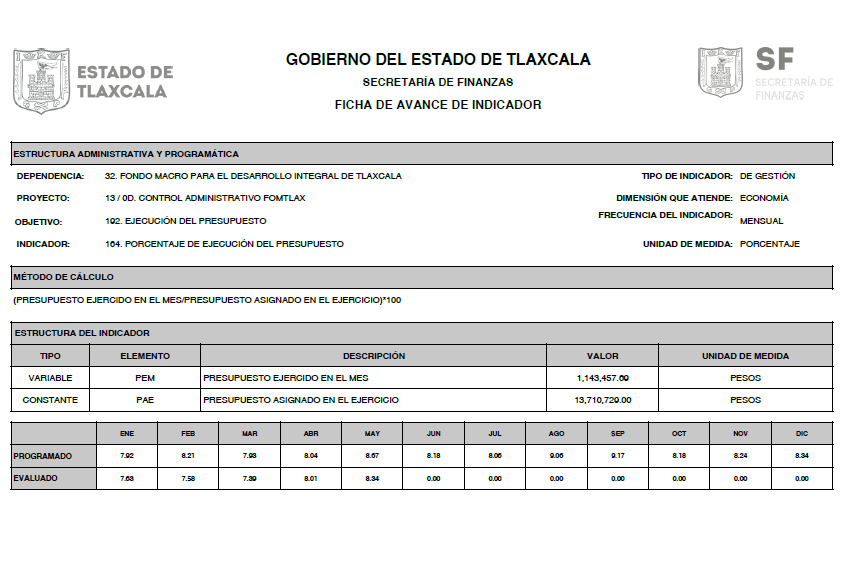 ESTADO DE
TLAXCALA
GOBIERNO DEL ESTADO DE TLAXCALA
SECRETARÍA DE FINANZAS
FICHA DE AVANCE DE INDICADOR
SF
SECRETARÍA DE
FINANZAS
ESTRUCTURA ADMINISTRATIVA Y PROGRAMÁTICA
DEPENDENCIA: 32. FONDO MACRO PARA EL DESARROLLO INTEGRAL DE TLAXCALA TIPO DE INDICADOR: DE GESTIÓN
PROYECTO: 13 / 0D. CONTROL ADMINISTRATIVO FOMTLAX DIMENSIÓN QUE ATIENDE: ECONOMÍA
OBJETIVO: 192. EJECUCIÓN DEL PRESUPUESTO FRECUENCIA DEL INDICADOR: MENSUAL
INDICADOR: 164. PORCENTAJE DE EJECUCIÓN DEL PRESUPUESTO UNIDAD DE MEDIDA: PORCENTAJE
MÉTODO DE CÁLCULO
(PRESUPUESTO EJERCIDO EN EL MES/PRESUPUESTO ASIGNADO EN EL EJERCICIO)*100
ESTRUCTURA DEL INDICADOR
TIPO ELEMENTO DESCRIPCIÓN VALOR UNIDAD DE MEDIDA
VARIABLE PEM PRESUPUESTO EJERCIDO EN EL MES 1,143,457.69 PESOS
CONSTANTE PAE PRESUPUESTO ASIGNADO EN EL EJERCICIO 13,710,729.00 PESOS
ENE FEB MAR ABR MAY JUN JUL AGO SEP OCT NOV DIC
PROGRAMADO 7.92 8.21 7.93 8.04 8.67 8.18 8.06 9.06 9.17 8.18 8.24 8.34
EVALUADO 7.63 7.58 7.39 8.01 8.34 0.00 0.00 0.00 0.00 0.00 0.00 0.00